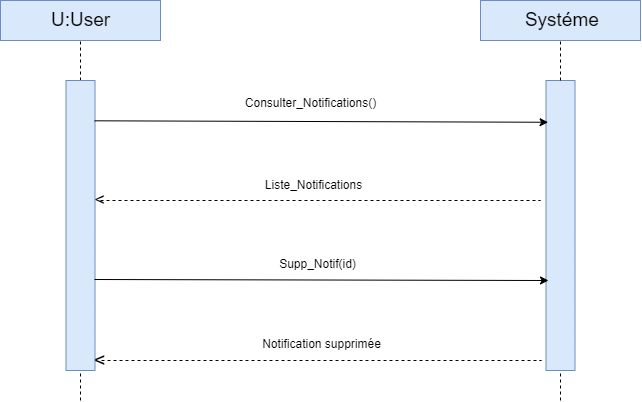 U:User
Systéme
Consulter_Notifications()
Liste_Notifications
Supp_Notif(id)
Notification supprimée